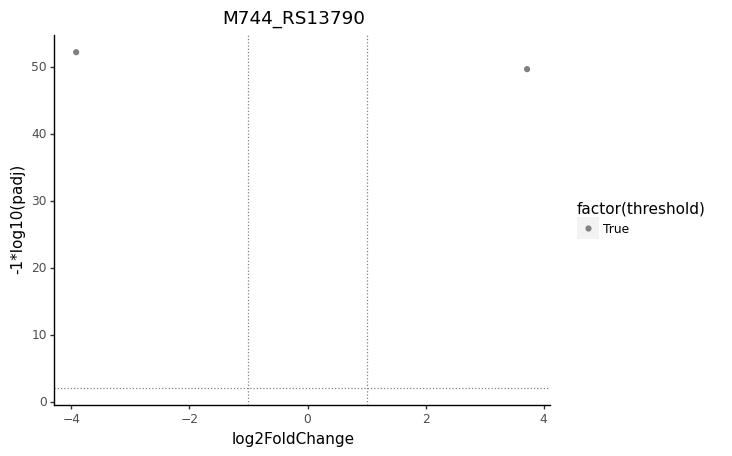 M744_RS13790
-1*log10(padj)
50
40
30
20
10
0
−4
−2
0
2
4
log2FoldChange
factor(threshold)
True